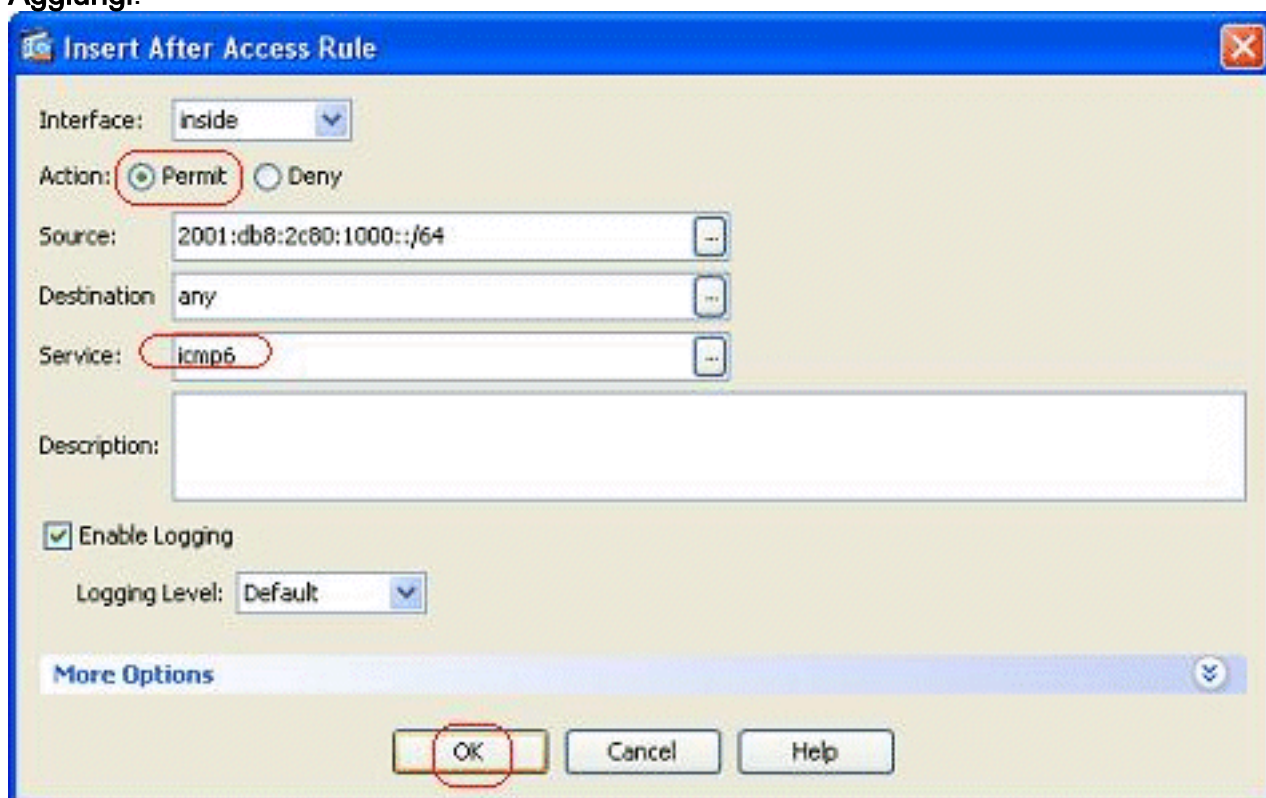 Aggiungi.
Insert After Access Rule
Interface: inside
Action: Permit Deny
Source: 2001:db8:2c80:1000::/64 ...
Destination any ...
Service: icmp6 ...
Description:
Enable Logging
Logging Level: Default
More Options
OK Cancel Help